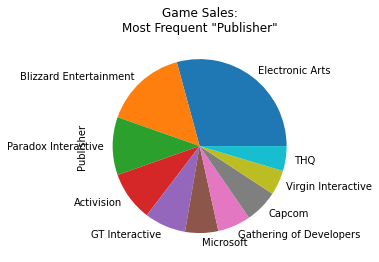 Game Sales:
Most Frequent "Publisher"
Electronic Arts
Blizzard Entertainment
Paradox Interactive
Publisher
Activision
GT Interactive
Microsoft
Gathering of Developers
Capcom
Virgin Interactive
THQ